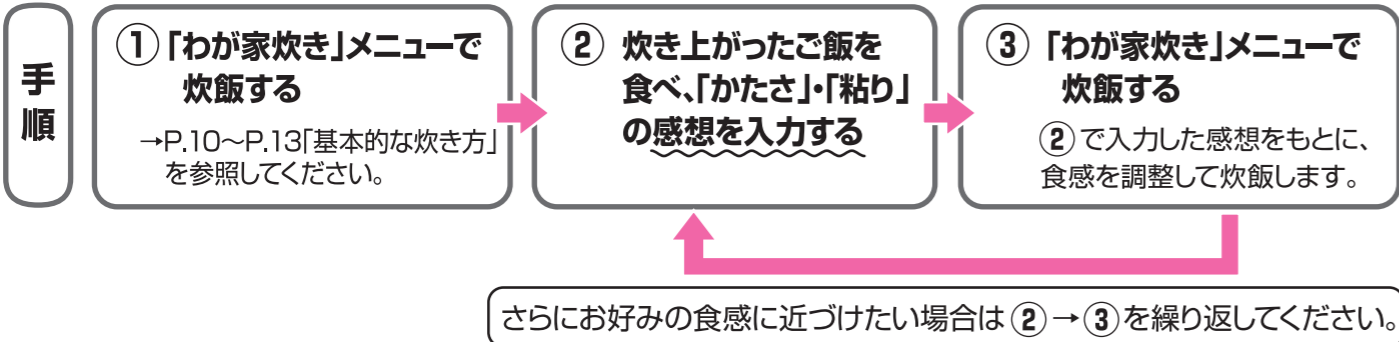 手順
①「わが家炊き」メニューで
炊飯する
→P.10~P.13「基本的な炊き方」
を参照してください。
② 炊き上がったご飯を
食べ、「かたさ」・「粘り」
の感想を入力する
③「わが家炊き」メニューで
炊飯する
②で入力した感想をもとに、
食感を調整して炊飯します。
さらにお好みの食感に近づけたい場合は②→③を繰り返してください。